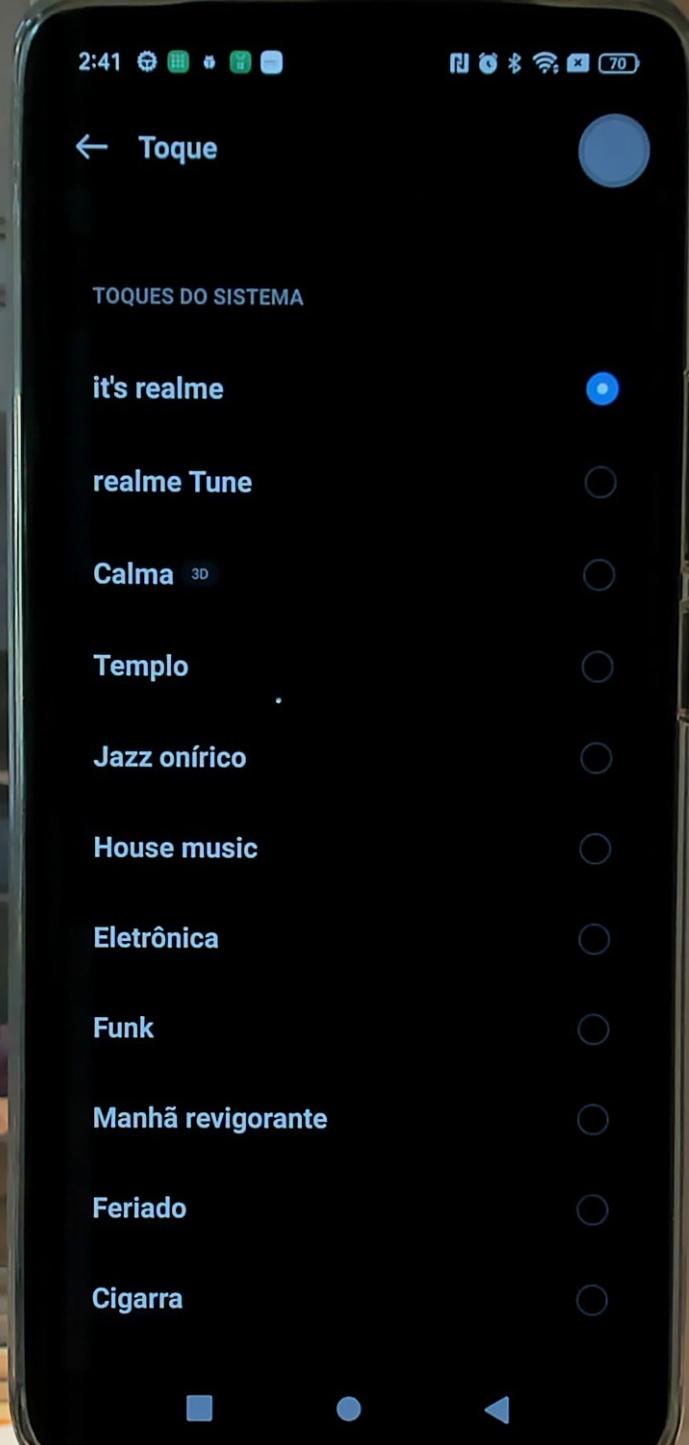 2:41
70
Toque
TOQUES DO SISTEMA
it's realme
realme Tune
Calma 3D
Templo
Jazz onírico
House music
Eletrônica
Funk
Manhã revigorante
Feriado
Cigarra